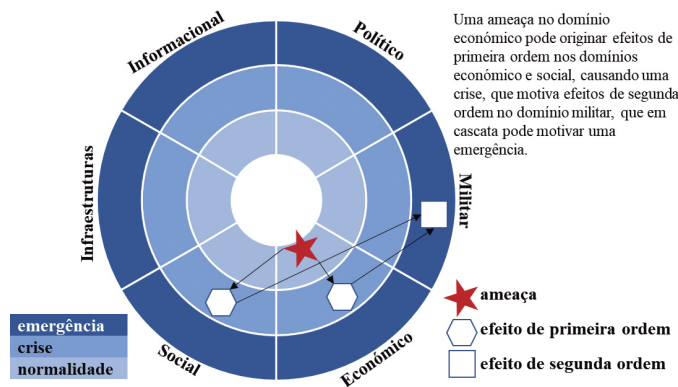 Informacional
Político
Militar
Económico
Social
Infraestruturas
Uma ameaça no domínio
económico pode originar efeitos de
primeira ordem nos domínios
económico e social, causando uma
crise, que motiva efeitos de segunda
ordem no domínio militar, que em
cascata pode motivar uma
emergência.
emergência
crise
normalidade
ameaça
efeito de primeira ordem
efeito de segunda ordem